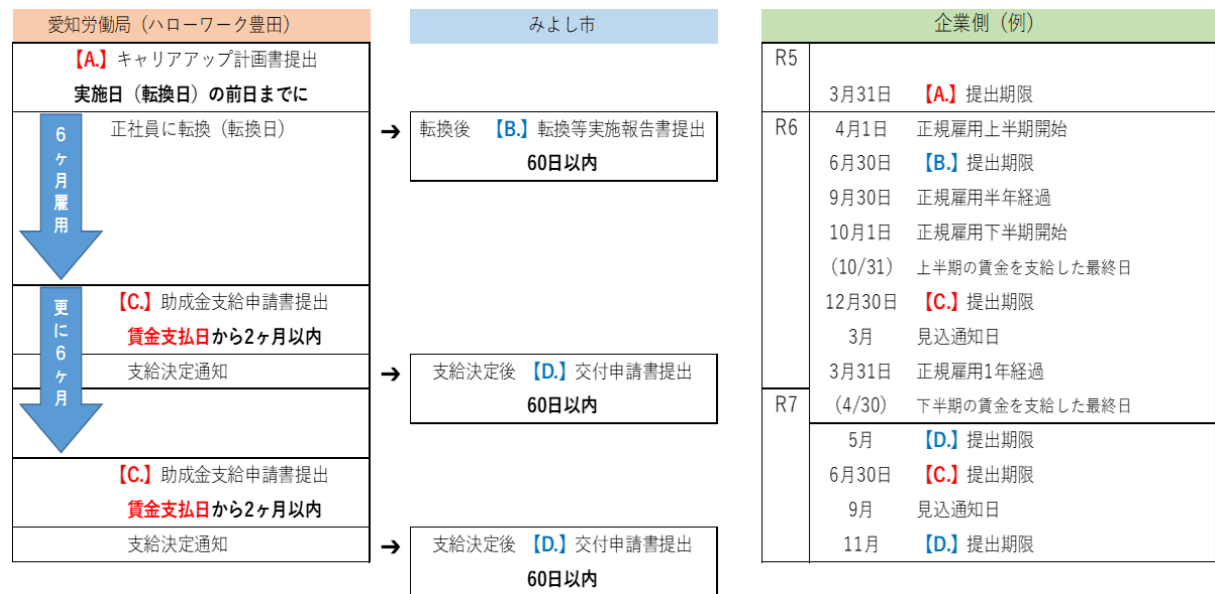 愛知労働局（ハローワーク豊田）
【A.】キャリアアップ計画書提出
実施日（転換日）の前日までに
正社員に転換（転換日）
6ヶ月雇用
【C.】助成金支給申請書提出
賃金支払日から2ヶ月以内
支給決定通知
更に6ヶ月
【C.】助成金支給申請書提出
賃金支払日から2ヶ月以内
支給決定通知
みよし市
➔ 転換後 【B.】転換等実施報告書提出
60日以内
➔ 支給決定後 【D.】交付申請書提出
60日以内
➔ 支給決定後 【D.】交付申請書提出
60日以内
企業側（例）
R5
3月31日 【A.】提出期限
R6 4月1日 正規雇用上半期開始
6月30日 【B.】提出期限
9月30日 正規雇用半年経過
10月1日 正規雇用下半期開始
(10/31) 上半期の賃金を支給した最終日
12月30日 【C.】提出期限
3月 見込通知日
3月31日 正規雇用1年経過
R7 (4/30) 下半期の賃金を支給した最終日
5月 【D.】提出期限
6月30日 【C.】提出期限
9月 見込通知日
11月 【D.】提出期限